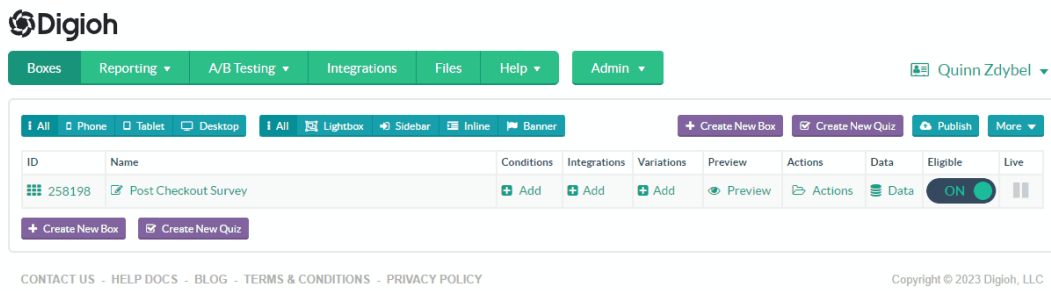 Digioh
Boxes Reporting A/B Testing Integrations Files Help Admin Quinn Zdybel
All Phone Tablet Desktop All Lightbox Sidebar Inline Banner + Create New Box Create New Quiz Publish More
ID Name Conditions Integrations Variations Preview Actions Data Eligible Live
258198 Post Checkout Survey Add Add Add Preview Actions Data ON
+ Create New Box Create New Quiz
CONTACT US - HELP DOCS - BLOG - TERMS & CONDITIONS - PRIVACY POLICY Copyright © 2023 Digioh, LLC